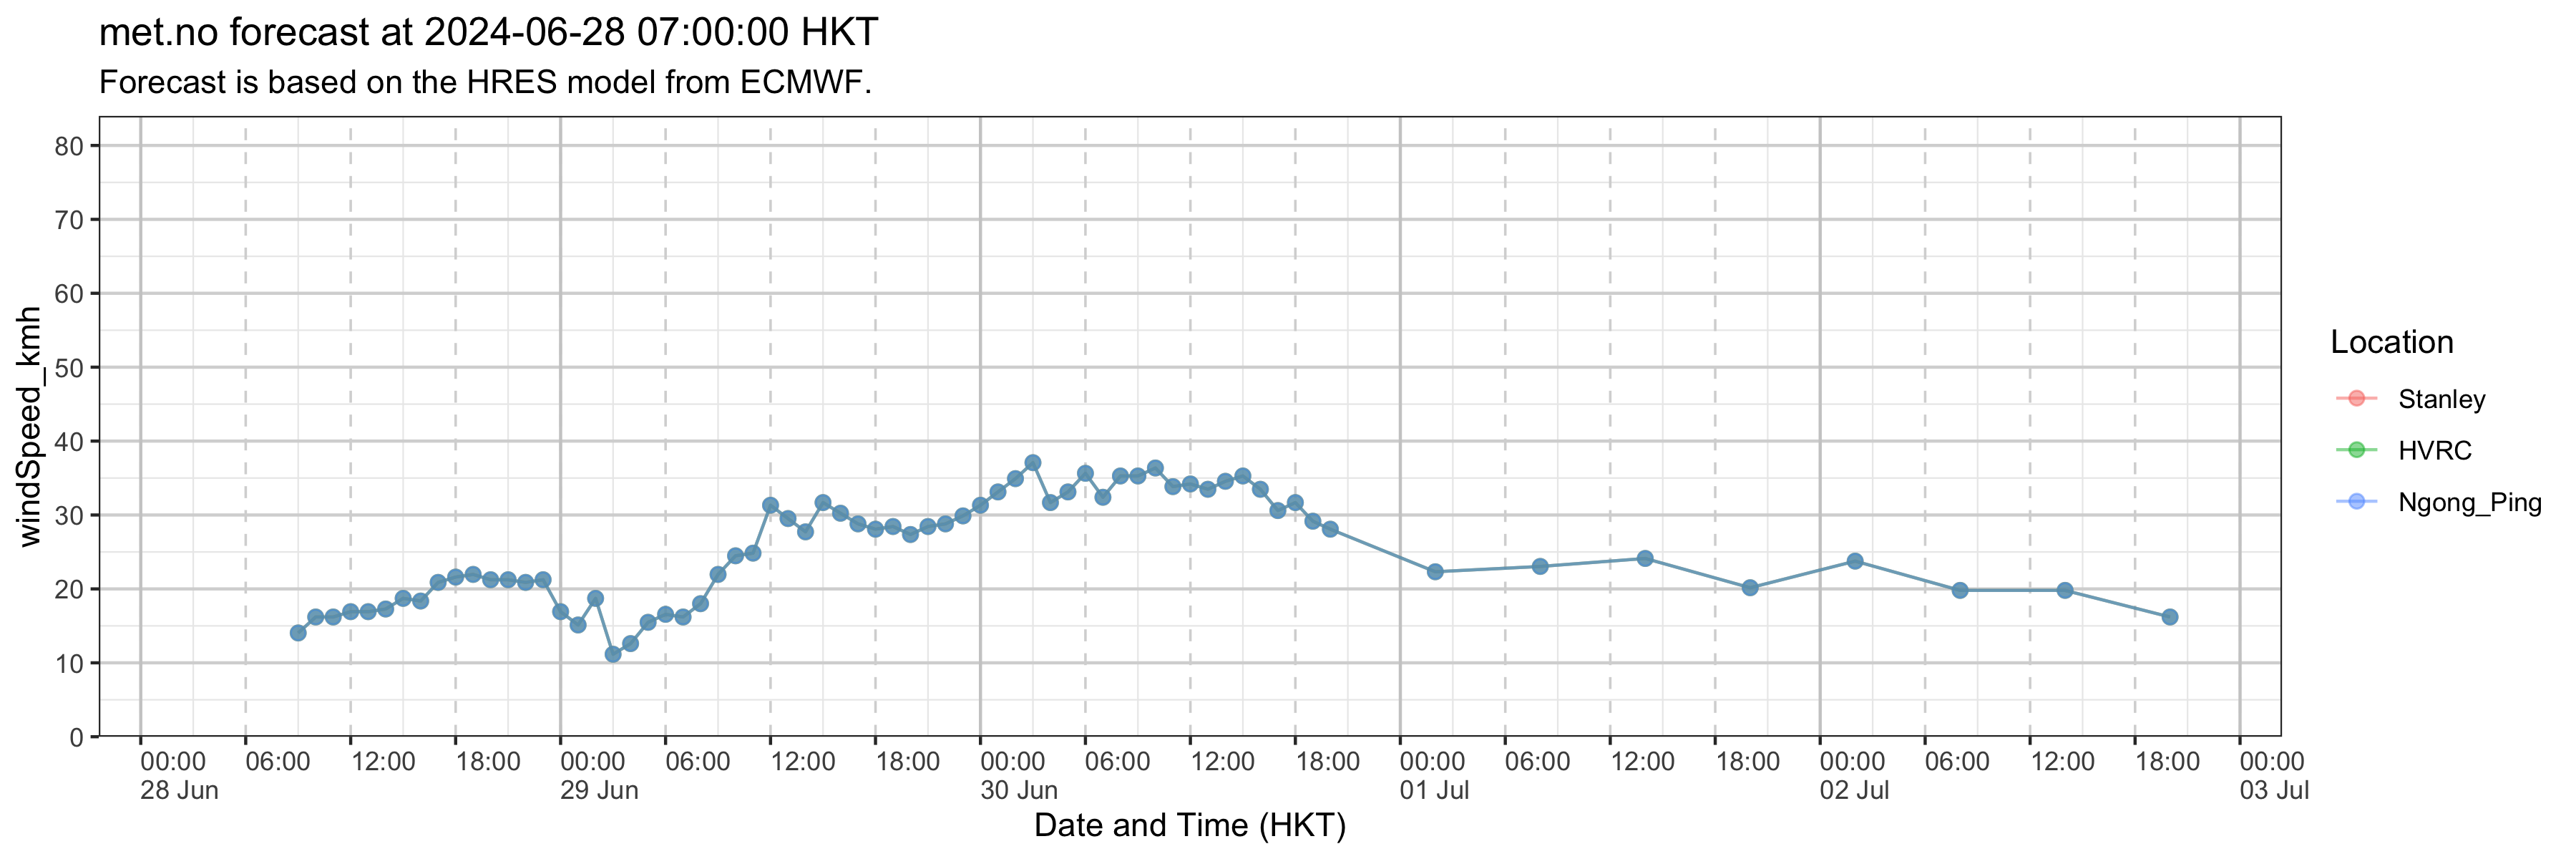 met.no forecast at 2024-06-28 07:00:00 HKT
Forecast is based on the HRES model from ECMWF.
windSpeed_kmh
80
70
60
50
40
30
20
10
0
00:00 06:00 12:00 18:00 00:00 06:00 12:00 18:00 00:00 06:00 12:00 18:00 00:00 06:00 12:00 18:00 00:00 06:00 12:00 18:00 00:00
28 Jun 29 Jun 30 Jun 01 Jul 02 Jul 03 Jul
Date and Time (HKT)
Location
Stanley
HVRC
Ngong_Ping